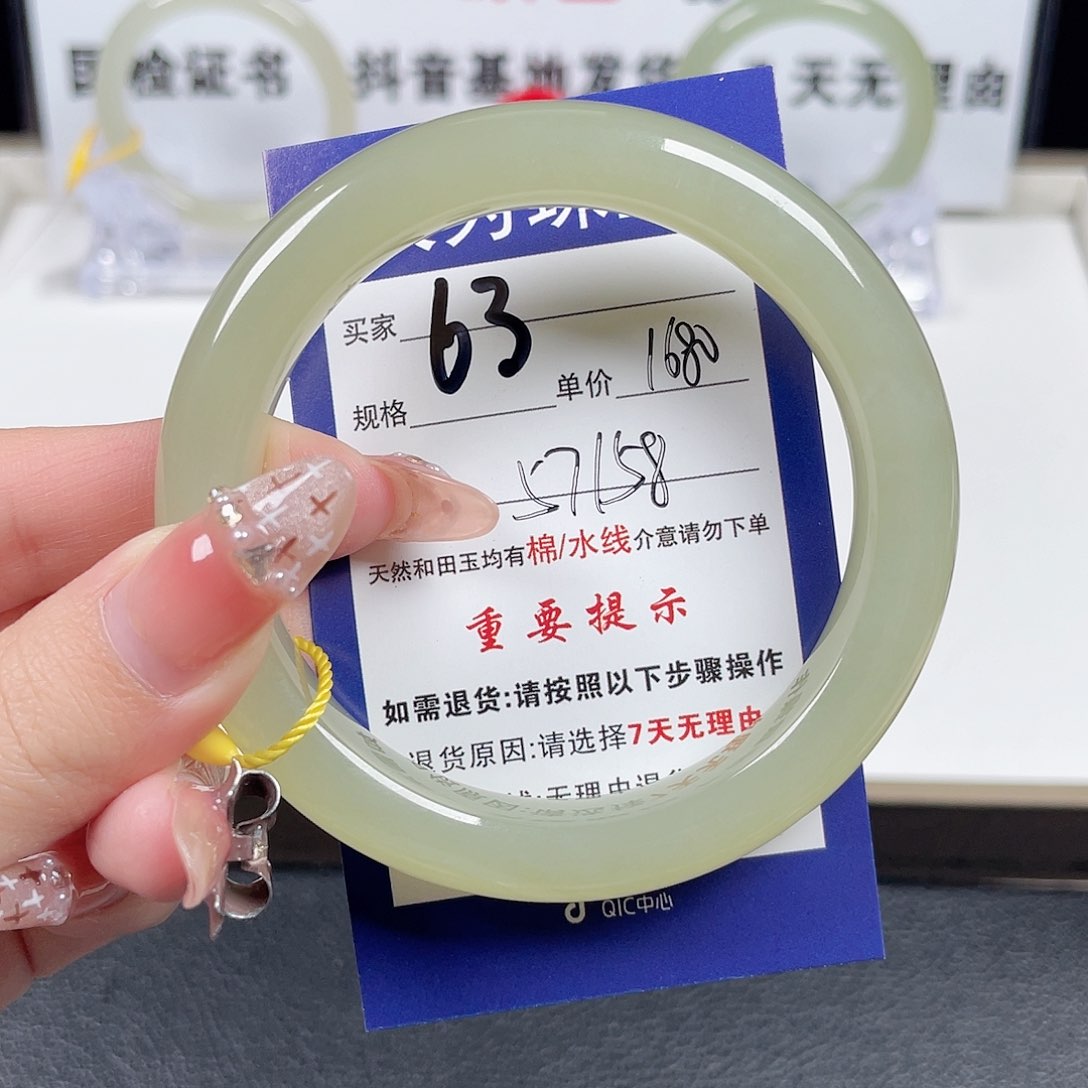 检证书 抖音基地发货 天无理由
买家 63
规格 单价 1680
57/58
天然和田玉均有棉/水线介意请勿下单
重要提示
如需退货:请按照以下步骤操作
退货原因:请选择7天无理由
QIC中心